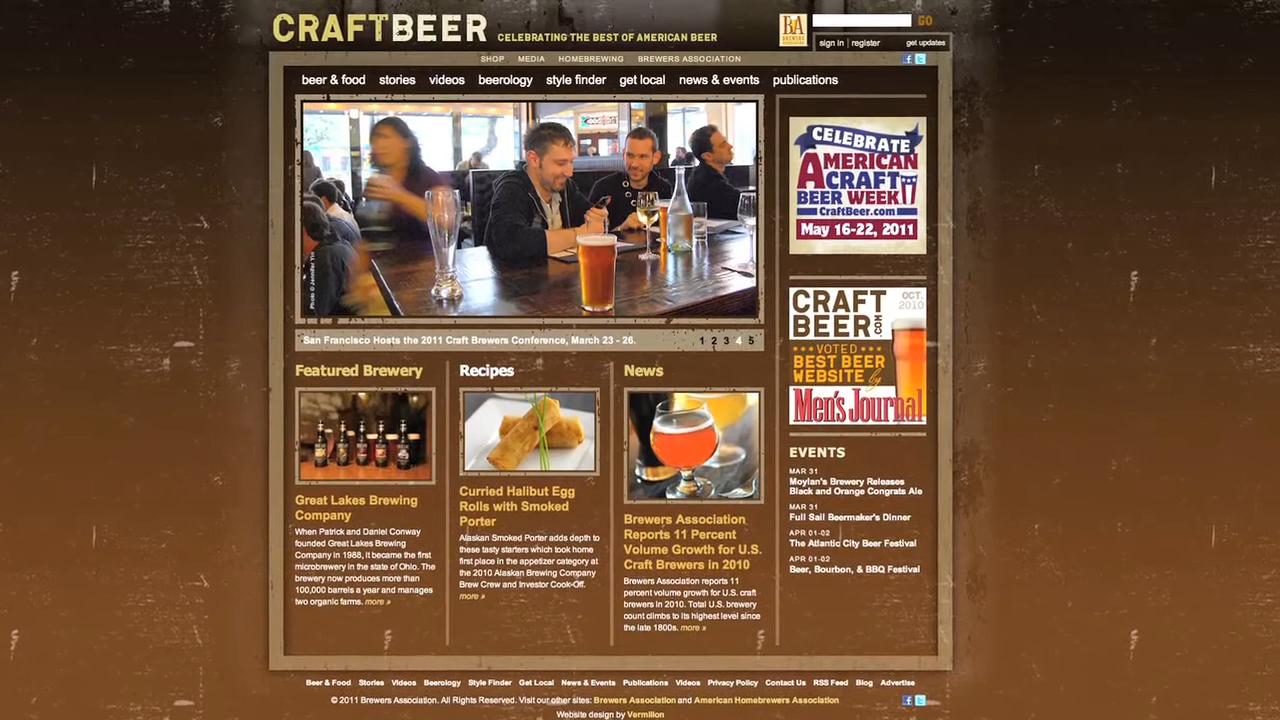 CRAFTBEER CELEBRATING THE BEST OF AMERICAN BEER
BA
GO
sign in | register
get updates
SHOP MEDIA HOMEBREWING BREWERS ASSOCIATION
beer & food stories videos beerology style finder get local news & events publications
Photo © Jennifer Yin
San Francisco Hosts the 2011 Craft Brewers Conference, March 23 - 26.
1 2 3 4 5
CELEBRATE
AMERICAN
CRAFT
BEER WEEK
CraftBeer.com
May 16-22, 2011
CRAFT
BEER.COM
OCT.
2010
VOTED
BEST BEER
WEBSITE by
Men's Journal
Featured Brewery
Great Lakes Brewing
Company
When Patrick and Daniel Conway
founded Great Lakes Brewing
Company in 1988, it became the first
microbrewery in the state of Ohio. The
brewery now produces more than
100,000 barrels a year and manages
two organic farms. more »
Recipes
Curried Halibut Egg
Rolls with Smoked
Porter
Alaskan Smoked Porter adds depth to
these tasty starters which took home
first place in the appetizer category at
the 2010 Alaskan Brewing Company
Brew Crew and Investor Cook-Off.
more »
News
Brewers Association
Reports 11 Percent
Volume Growth for U.S.
Craft Brewers in 2010
Brewers Association reports 11
percent volume growth for U.S. craft
brewers in 2010. Total U.S. brewery
count climbs to its highest level since
the late 1800s. more »
EVENTS
MAR 31
Moylan's Brewery Releases
Black and Orange Congrats Ale
MAR 31
Full Sail Beermaker's Dinner
APR 01-02
The Atlantic City Beer Festival
APR 01-02
Beer, Bourbon, & BBQ Festival
Beer & Food Stories Videos Beerology Style Finder Get Local News & Events Publications Videos Privacy Policy Contact Us RSS Feed Blog Advertise
© 2011 Brewers Association. All Rights Reserved. Visit our other sites: Brewers Association and American Homebrewers Association
Website design by Vermilion